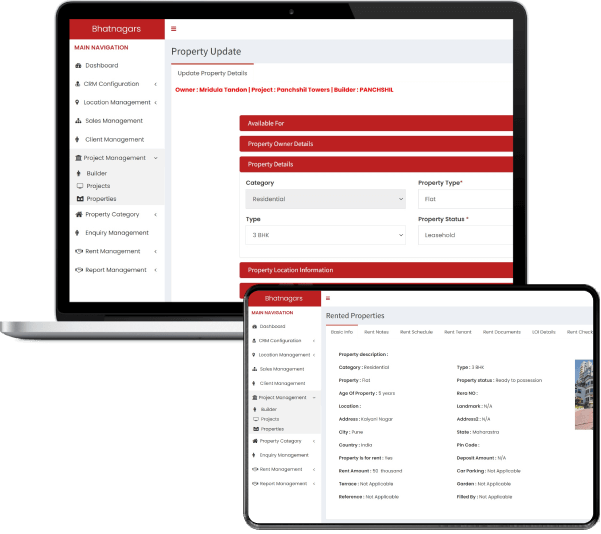 Bhatnagars
MAIN NAVIGATION
Dashboard
CRM Configuration
Location Management
Sales Management
Client Management
Project Management
Builder
Projects
Properties
Property Category
Enquiry Management
Rent Management
Report Management
Property Update
Update Property Details
Owner : Mridula Tandon | Project : Panchshil Towers | Builder : PANCHSHIL
Available For
Property Owner Details
Property Details
Category Property Type*
Residential Flat
Type Property Status *
3 BHK Leasehold
Property Location Information
Bhatnagars
MAIN NAVIGATION
Dashboard
CRM Configuration
Location Management
Sales Management
Client Management
Project Management
Builder
Projects
Properties
Property Category
Enquiry Management
Rent Management
Report Management
Rented Properties
Basic Info Rent Notes Rent Schedule Rent Tenant Rent Documents LOI Details Rent Check
Property description :
Category : Residential Type : 3 BHK
Property : Flat Property status : Ready to possession
Age Of Property : 5 years Rera NO :
Location : Landmark : N/A
Address : Kalyani Nagar Address2 : N/A
City : Pune State : Maharastra
Country : India Pin Code :
Property is for rent : Yes Deposit Amount : N/A
Rent Amount : 50 thousand Car Parking : Not Applicable
Terrace : Not Applicable Garden : Not Applicable
Reference : Not Applicable Filled By : Not Applicable